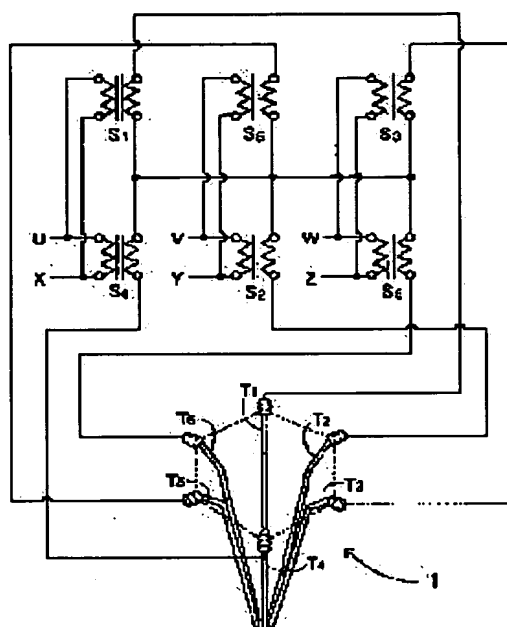 S1 S5 S3
U V W
X Y Z
S4 S2 S6
T1
T6 T2
T5 T3
T4
1